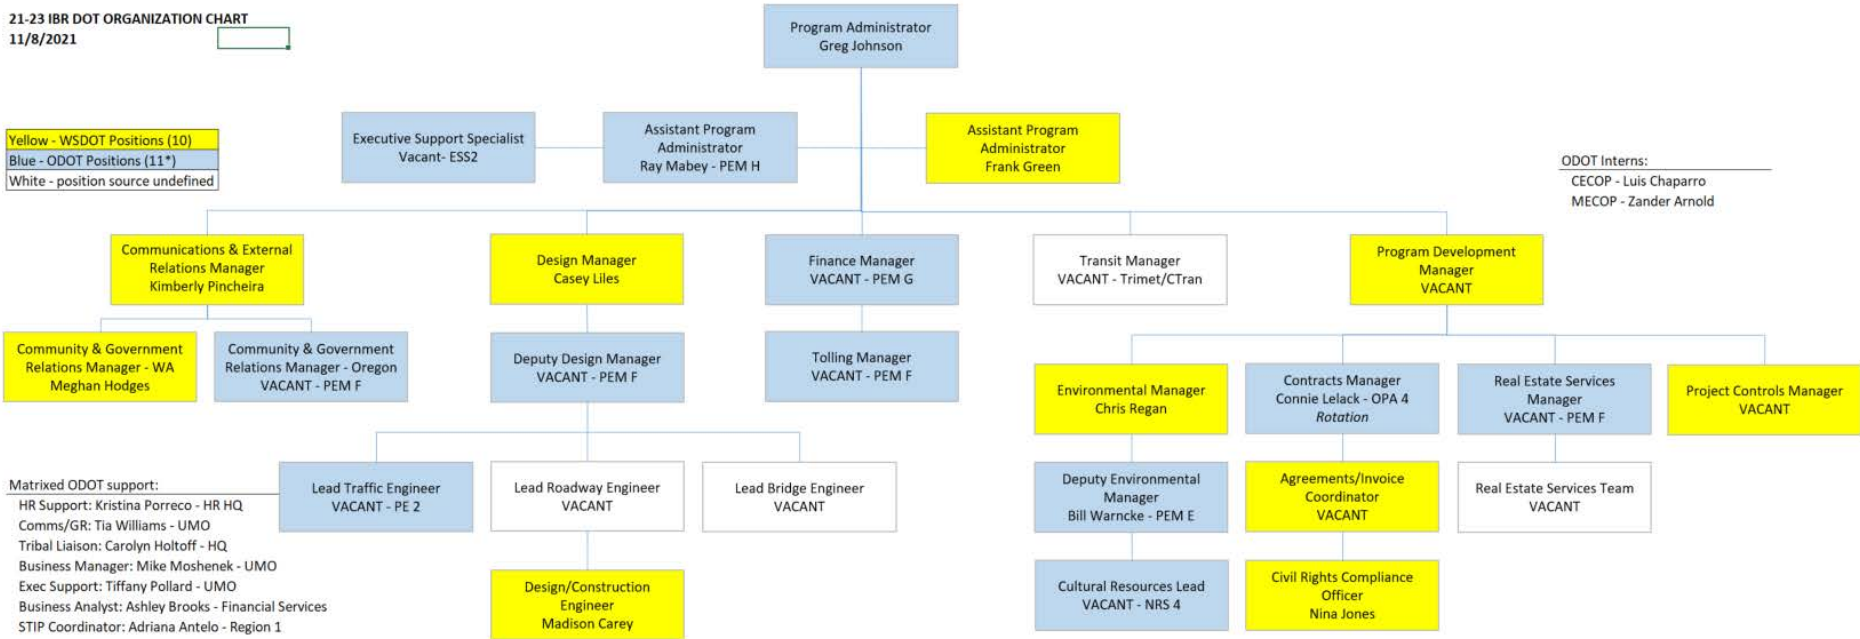 21-23 IBR DOT ORGANIZATION CHART
11/8/2021
Program Administrator
Greg Johnson
Yellow - WSDOT Positions (10)
Blue - ODOT Positions (11*)
White - position source undefined
Executive Support Specialist
Vacant- ESS2
Assistant Program
Administrator
Ray Mabey - PEM H
Assistant Program
Administrator
Frank Green
ODOT Interns:
CECOP - Luis Chaparro
MECOP - Zander Arnold
Communications & External
Relations Manager
Kimberly Pincheira
Design Manager
Casey Liles
Finance Manager
VACANT - PEM G
Transit Manager
VACANT - Trimet/CTran
Program Development
Manager
VACANT
Community & Government
Relations Manager - WA
Meghan Hodges
Community & Government
Relations Manager - Oregon
VACANT - PEM F
Deputy Design Manager
VACANT - PEM F
Tolling Manager
VACANT - PEM F
Environmental Manager
Chris Regan
Contracts Manager
Connie Lelack - OPA 4
Rotation
Real Estate Services
Manager
VACANT - PEM F
Project Controls Manager
VACANT
Lead Traffic Engineer
VACANT - PE 2
Lead Roadway Engineer
VACANT
Lead Bridge Engineer
VACANT
Deputy Environmental
Manager
Bill Warncke - PEM E
Agreements/Invoice
Coordinator
VACANT
Real Estate Services Team
VACANT
Design/Construction
Engineer
Madison Carey
Cultural Resources Lead
VACANT - NRS 4
Civil Rights Compliance
Officer
Nina Jones
Matrixed ODOT support:
HR Support: Kristina Porreco - HR HQ
Comms/GR: Tia Williams - UMO
Tribal Liaison: Carolyn Holtoff - HQ
Business Manager: Mike Moshenek - UMO
Exec Support: Tiffany Pollard - UMO
Business Analyst: Ashley Brooks - Financial Services
STIP Coordinator: Adriana Antelo - Region 1